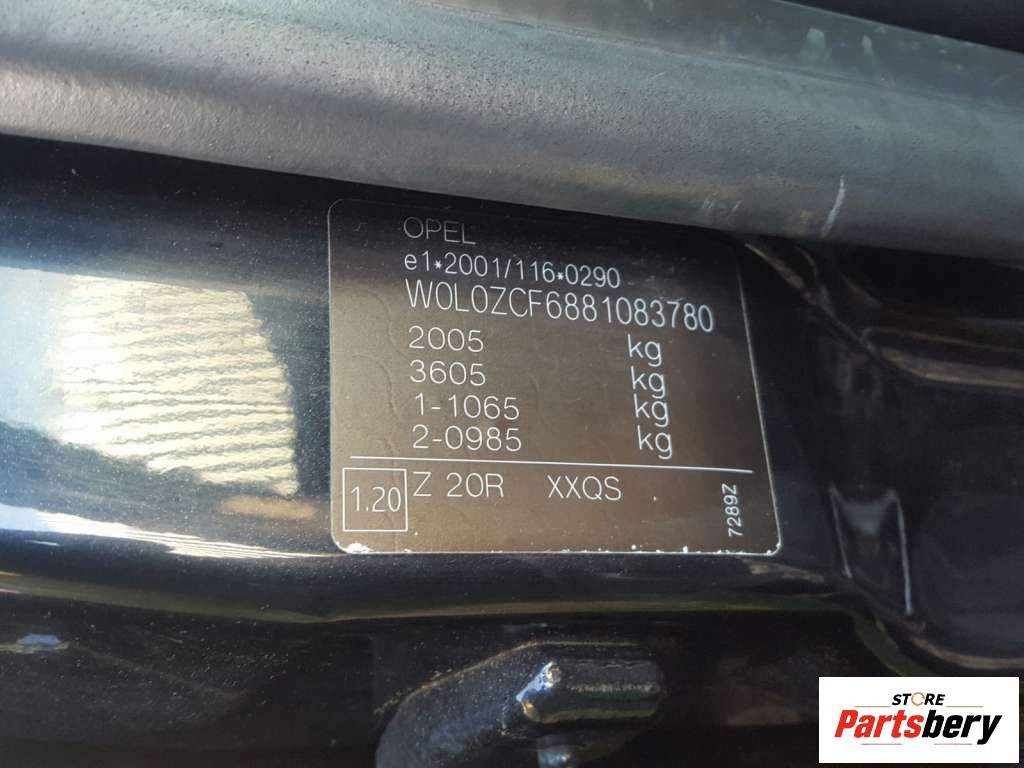 OPEL
e1*2001/116*0290
W0L0ZCF6881083780
2005 kg
3605 kg
1-1065 kg
2-0985 kg
1.20 Z 20R XXQS
7289Z
STORE
Partsbery